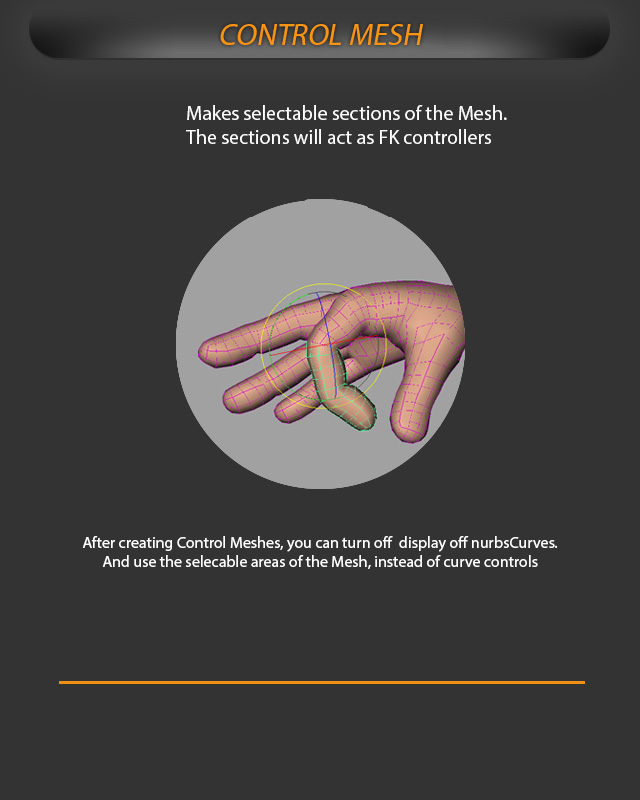 CONTROL MESH
Makes selectable sections of the Mesh.
The sections will act as FK controllers
After creating Control Meshes, you can turn off display off nurbsCurves.
And use the selecable areas of the Mesh, instead of curve controls